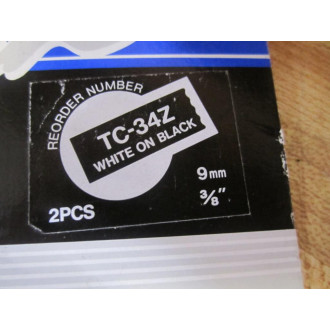 REORDER NUMBER
TC-34Z
WHITE ON BLACK
2PCS
9mm
3/8"